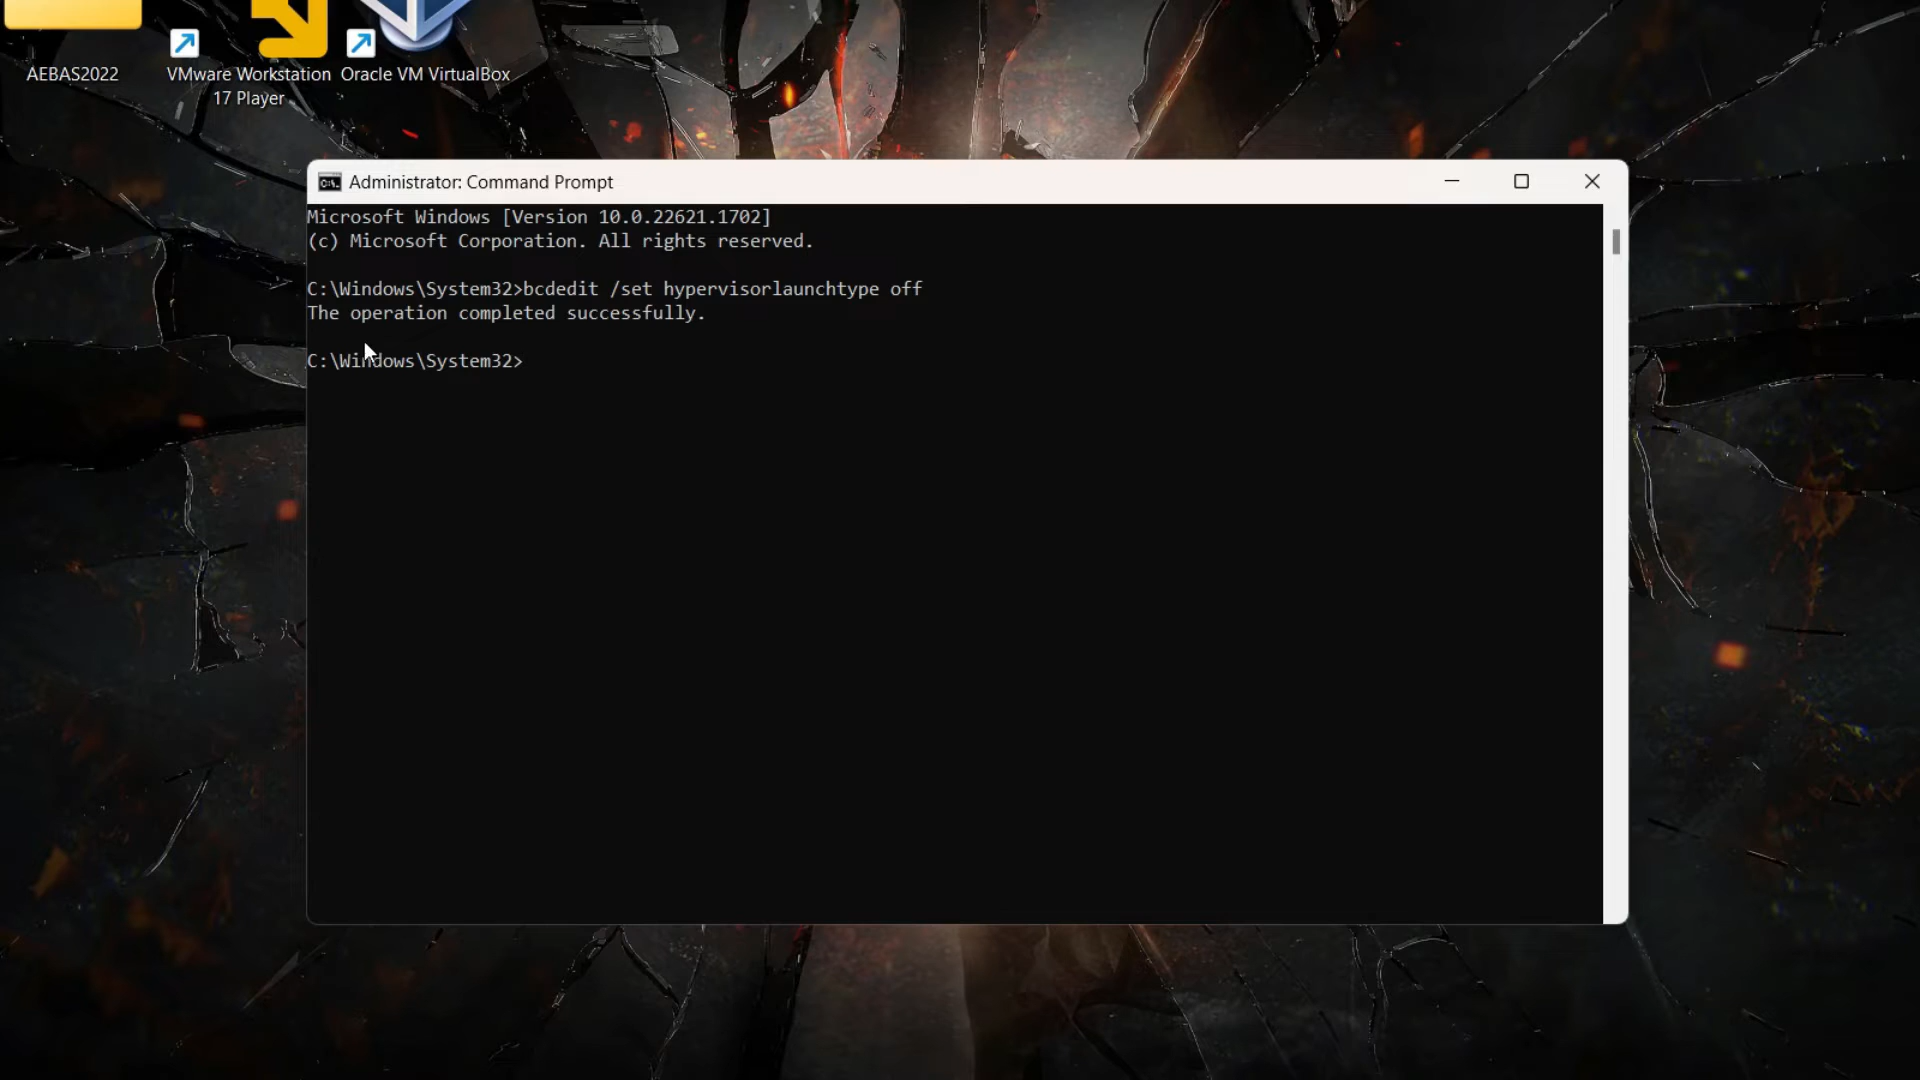 AEBAS2022
VMware Workstation
17 Player
Oracle VM VirtualBox
Administrator: Command Prompt
Microsoft Windows [Version 10.0.22621.1702]
(c) Microsoft Corporation. All rights reserved.
C:\Windows\System32>bcdedit /set hypervisorlaunchtype off
The operation completed successfully.
C:\Windows\System32>